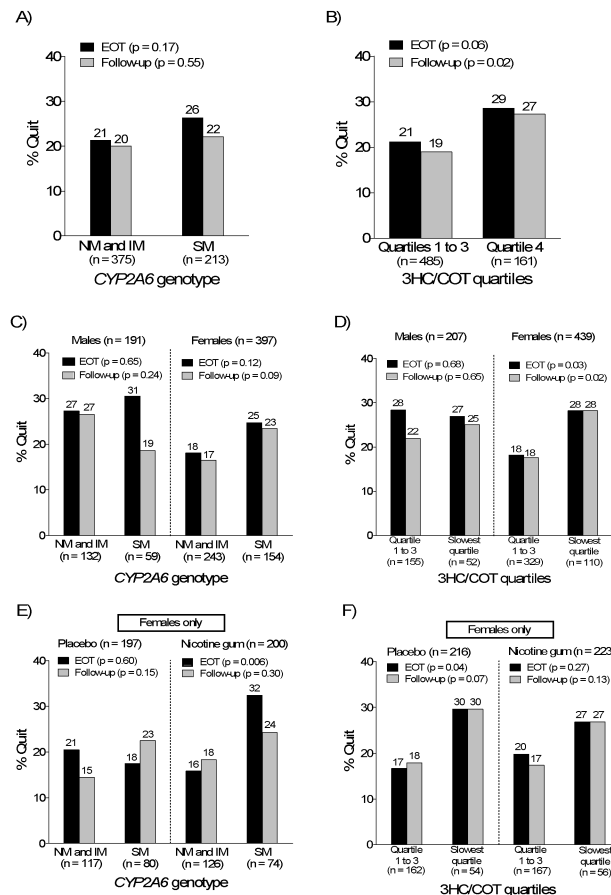 A)
EOT (p = 0.17)
Follow-up (p = 0.55)
40
30
20
10
0
% Quit
21
20
26
22
NM and IM
(n = 375)
SM
(n = 213)
CYP2A6 genotype
B)
EOT (p = 0.06)
Follow-up (p = 0.02)
40
30
20
10
0
% Quit
21
19
29
27
Quartiles 1 to 3
(n = 485)
Quartile 4
(n = 161)
3HC/COT quartiles
C)
Males (n = 191)
Females (n = 397)
EOT (p = 0.65)
Follow-up (p = 0.24)
EOT (p = 0.12)
Follow-up (p = 0.09)
40
30
20
10
0
% Quit
27
27
31
19
18
17
25
23
NM and IM
(n = 132)
SM
(n = 59)
NM and IM
(n = 243)
SM
(n = 154)
CYP2A6 genotype
D)
Males (n = 207)
Females (n = 439)
EOT (p = 0.68)
Follow-up (p = 0.65)
EOT (p = 0.03)
Follow-up (p = 0.02)
40
30
20
10
0
% Quit
28
22
27
25
18
18
28
28
Quartile
1 to 3
(n = 155)
Slowest
quartile
(n = 52)
Quartile
1 to 3
(n = 329)
Slowest
quartile
(n = 110)
3HC/COT quartiles
E)
Females only
Placebo (n = 197)
Nicotine gum (n = 200)
EOT (p = 0.60)
Follow-up (p = 0.15)
EOT (p = 0.006)
Follow-up (p = 0.30)
40
30
20
10
0
% Quit
21
15
18
23
16
18
32
24
NM and IM
(n = 117)
SM
(n = 80)
NM and IM
(n = 126)
SM
(n = 74)
CYP2A6 genotype
F)
Females only
Placebo (n = 216)
Nicotine gum (n = 223)
EOT (p = 0.04)
Follow-up (p = 0.07)
EOT (p = 0.27)
Follow-up (p = 0.13)
40
30
20
10
0
% Quit
17
18
30
30
20
17
27
27
Quartile
1 to 3
(n = 162)
Slowest
quartile
(n = 54)
Quartile
1 to 3
(n = 167)
Slowest
quartile
(n = 56)
3HC/COT quartiles